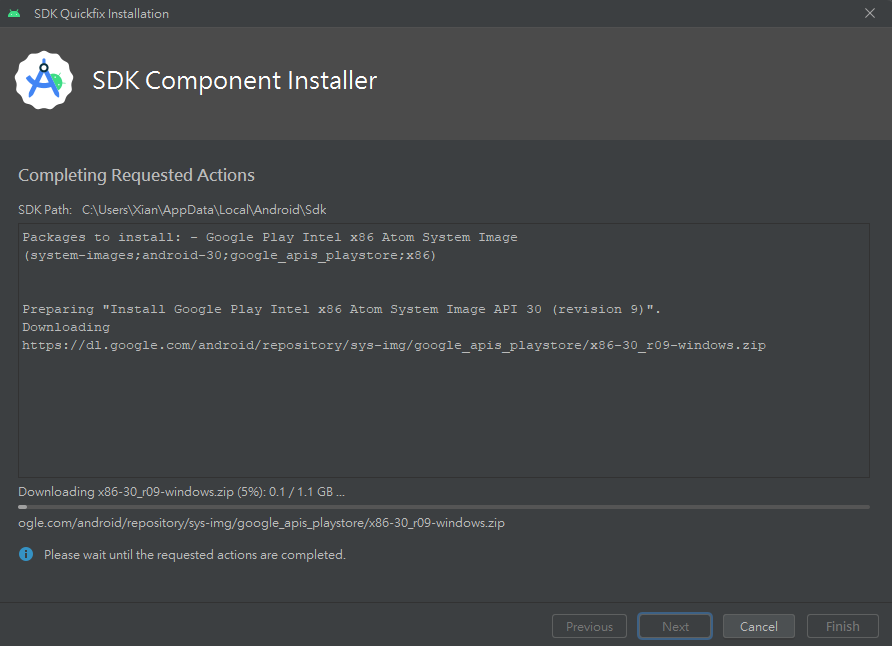 SDK Quickfix Installation
SDK Component Installer
Completing Requested Actions
SDK Path: C:\Users\Xian\AppData\Local\Android\Sdk
Packages to install: - Google Play Intel x86 Atom System Image
(system-images;android-30;google_apis_playstore;x86)
Preparing "Install Google Play Intel x86 Atom System Image API 30 (revision 9)".
Downloading
https://dl.google.com/android/repository/sys-img/google_apis_playstore/x86-30_r09-windows.zip
Downloading x86-30_r09-windows.zip (5%): 0.1 / 1.1 GB ...
ogle.com/android/repository/sys-img/google_apis_playstore/x86-30_r09-windows.zip
Please wait until the requested actions are completed.
Previous Next Cancel Finish